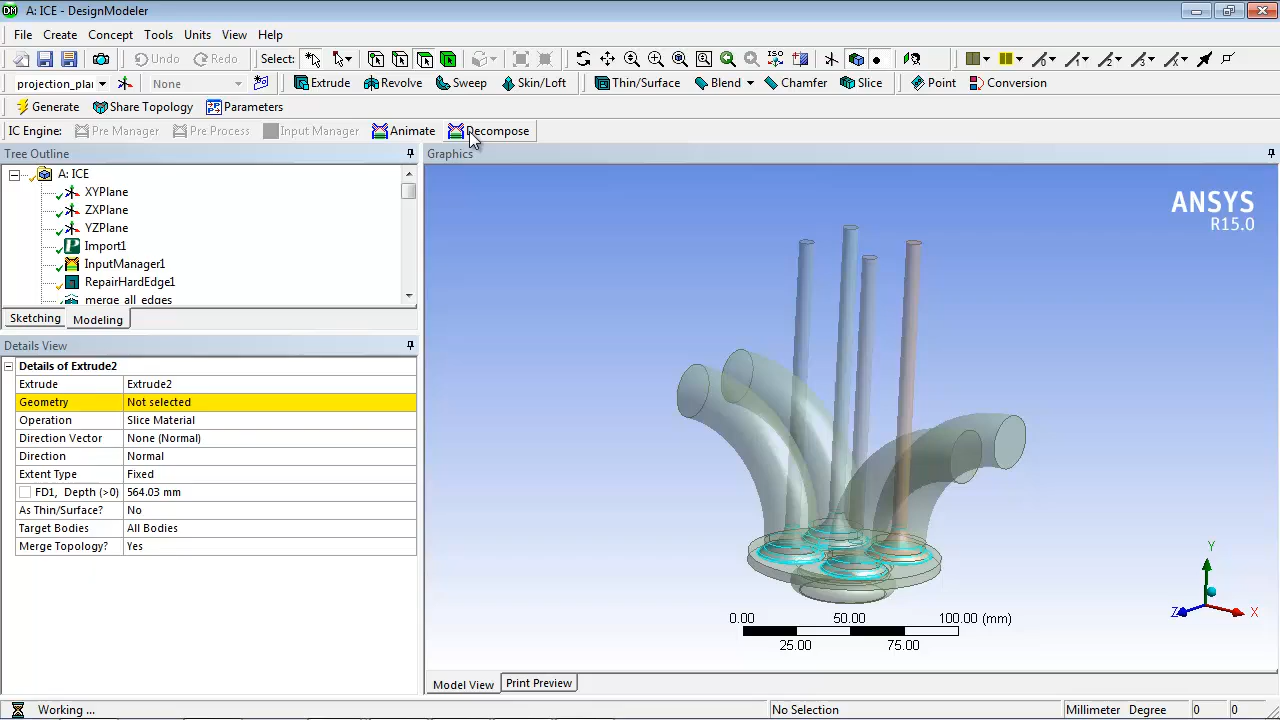 A: ICE - DesignModeler
File Create Concept Tools Units View Help
Undo Redo Select:
projection_plan None Extrude Revolve Sweep Skin/Loft Thin/Surface Blend Chamfer Slice Point Conversion
Generate Share Topology Parameters
IC Engine: Pre Manager Pre Process Input Manager Animate Decompose
Tree Outline
A: ICE
XYPlane
ZXPlane
YZPlane
Import1
InputManager1
RepairHardEdge1
merge_all_edges
Sketching Modeling
Details View
Details of Extrude2
Extrude Extrude2
Geometry Not selected
Operation Slice Material
Direction Vector None (Normal)
Direction Normal
Extent Type Fixed
FD1, Depth (>0) 564.03 mm
As Thin/Surface? No
Target Bodies All Bodies
Merge Topology? Yes
Graphics
ANSYS
R15.0
0.00 50.00 100.00 (mm)
25.00 75.00
Y
Z X
Model View Print Preview
Working ... No Selection Millimeter Degree 0 0